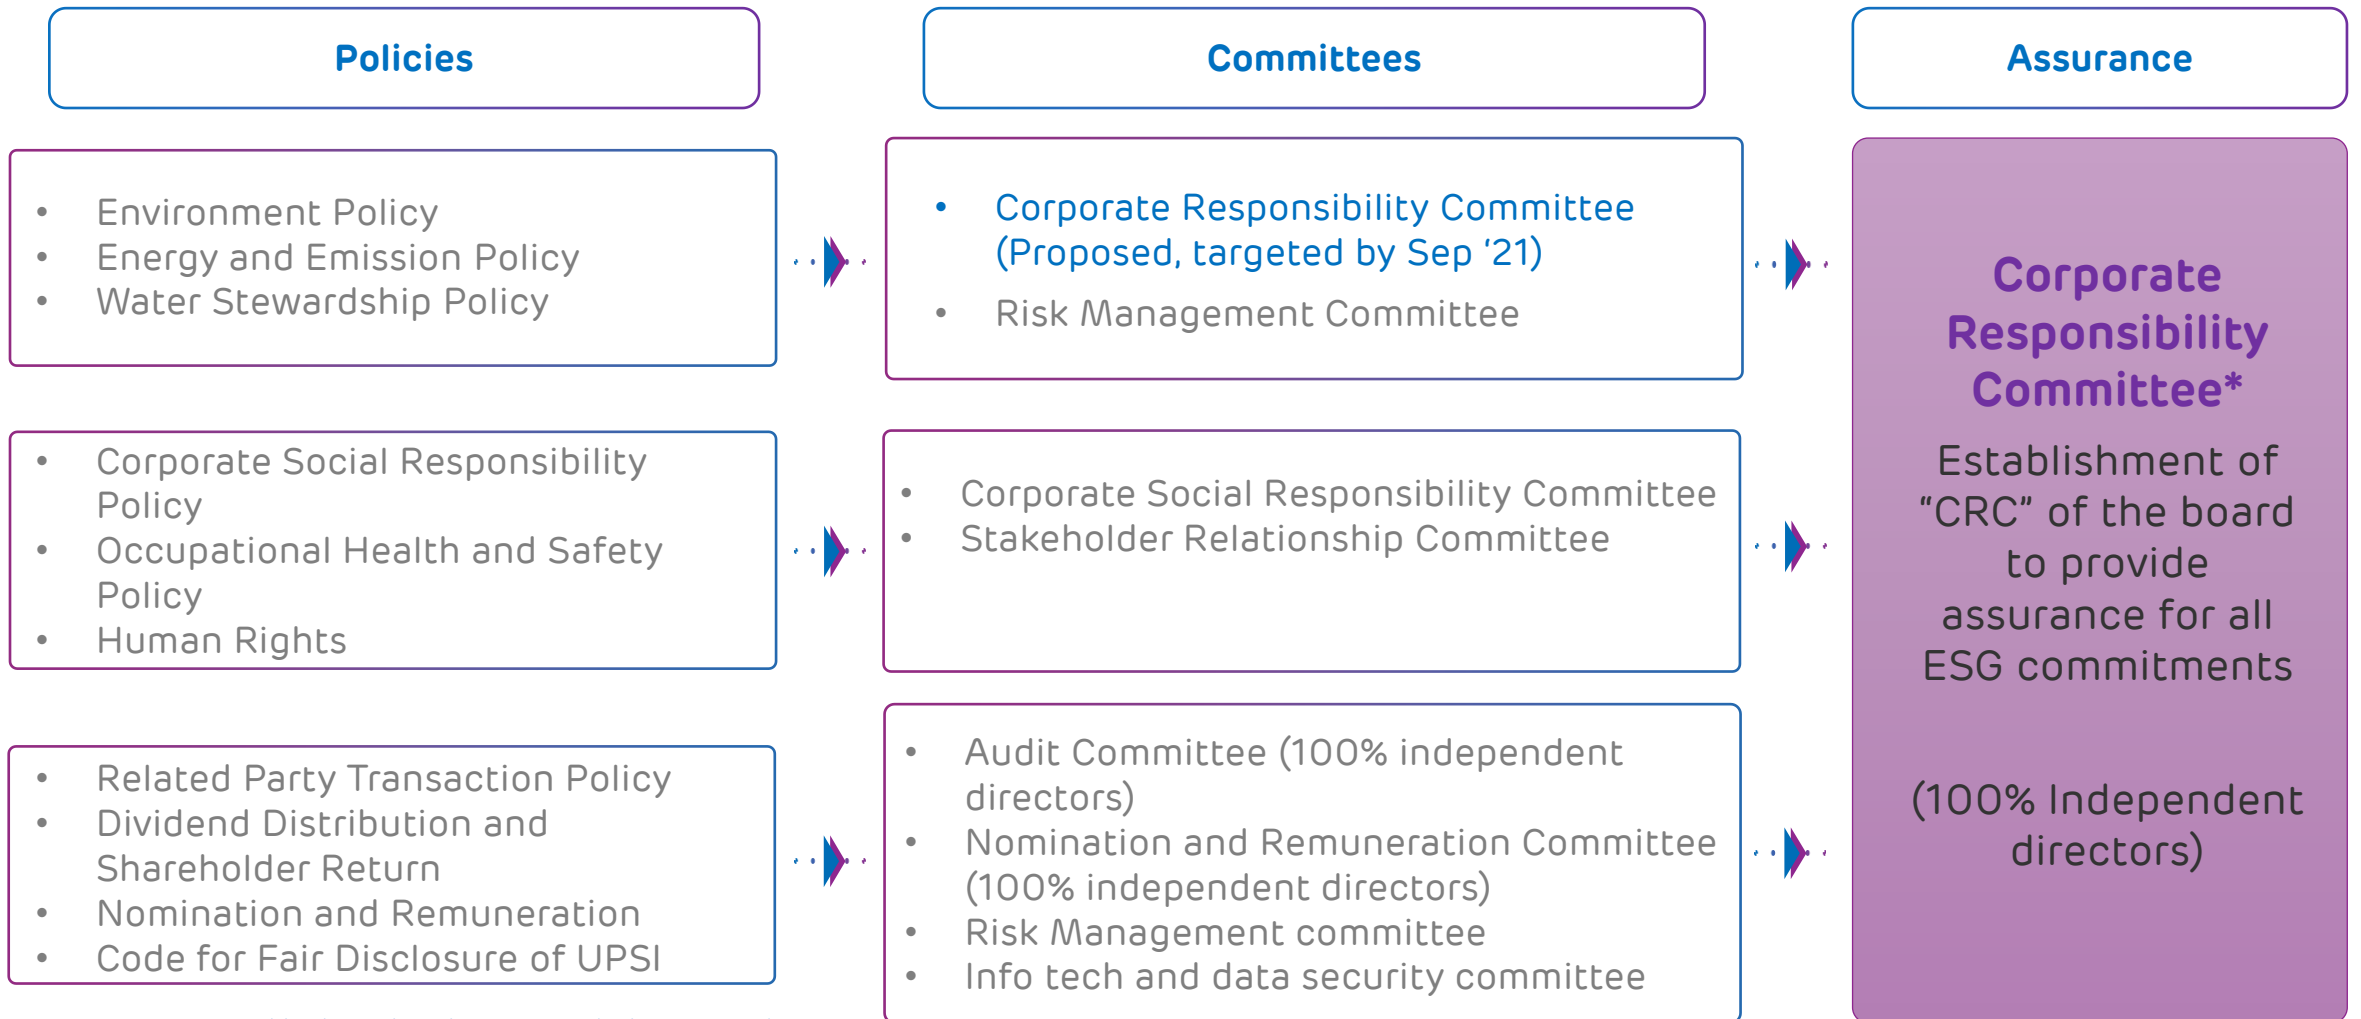 Policies
Committees
Assurance
• Environment Policy
• Energy and Emission Policy
• Water Stewardship Policy
• Corporate Responsibility Committee
(Proposed, targeted by Sep ‘21)
• Risk Management Committee
• Corporate Social Responsibility
Policy
• Occupational Health and Safety
Policy
• Human Rights
• Corporate Social Responsibility Committee
• Stakeholder Relationship Committee
• Related Party Transaction Policy
• Dividend Distribution and
Shareholder Return
• Nomination and Remuneration
• Code for Fair Disclosure of UPSI
• Audit Committee (100% independent
directors)
• Nomination and Remuneration Committee
(100% independent directors)
• Risk Management committee
• Info tech and data security committee
Corporate
Responsibility
Committee*
Establishment of
“CRC” of the board
to provide
assurance for all
ESG commitments
(100% Independent
directors)